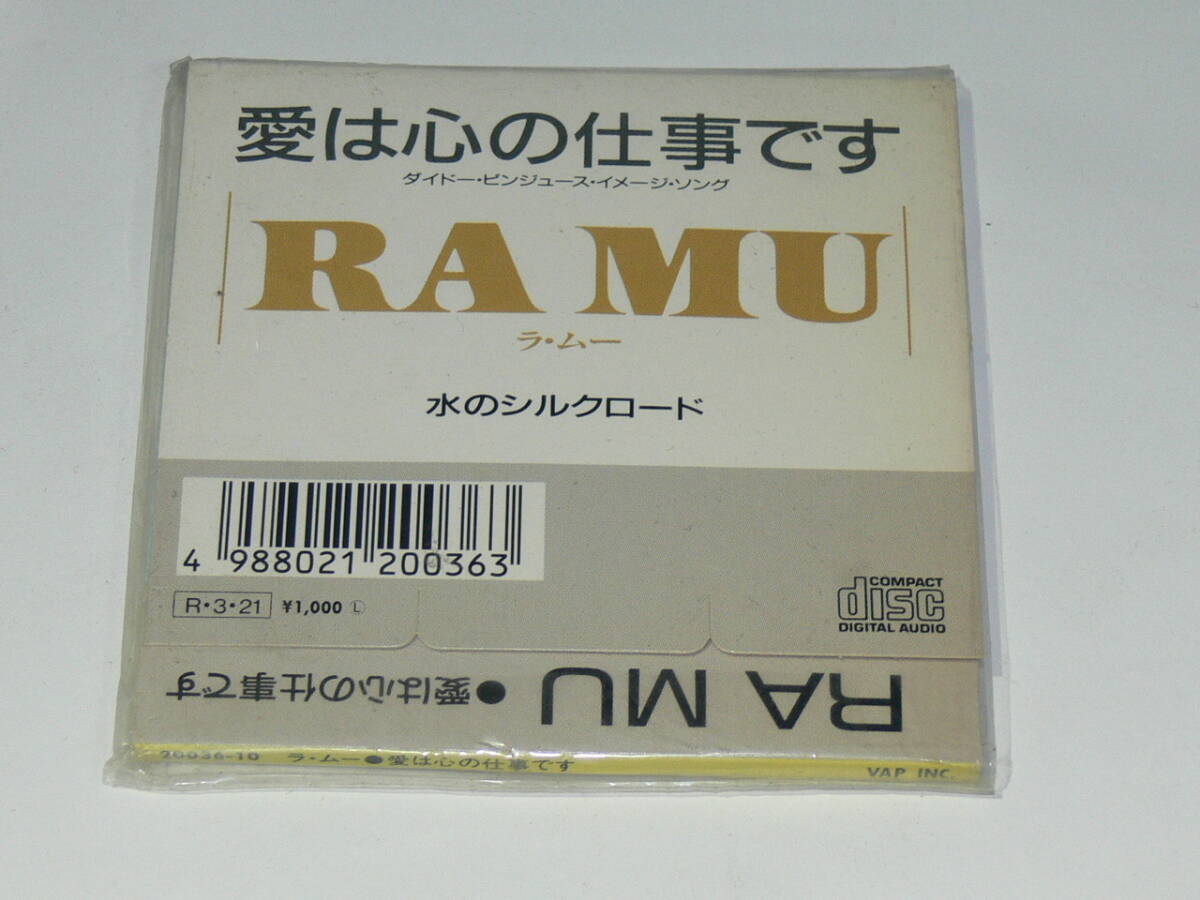 愛は心の仕事です
ダイドー・ビンジュース・イメージ・ソング
RA MU
ラ・ムー
水のシルクロード
4 988021 200363
R・3・21 ¥1,000 Ⓛ
COMPACT
disc
DIGITAL AUDIO
RA MU●愛は心の仕事です
20036-10 ラ・ムー●愛は心の仕事です VAP INC.